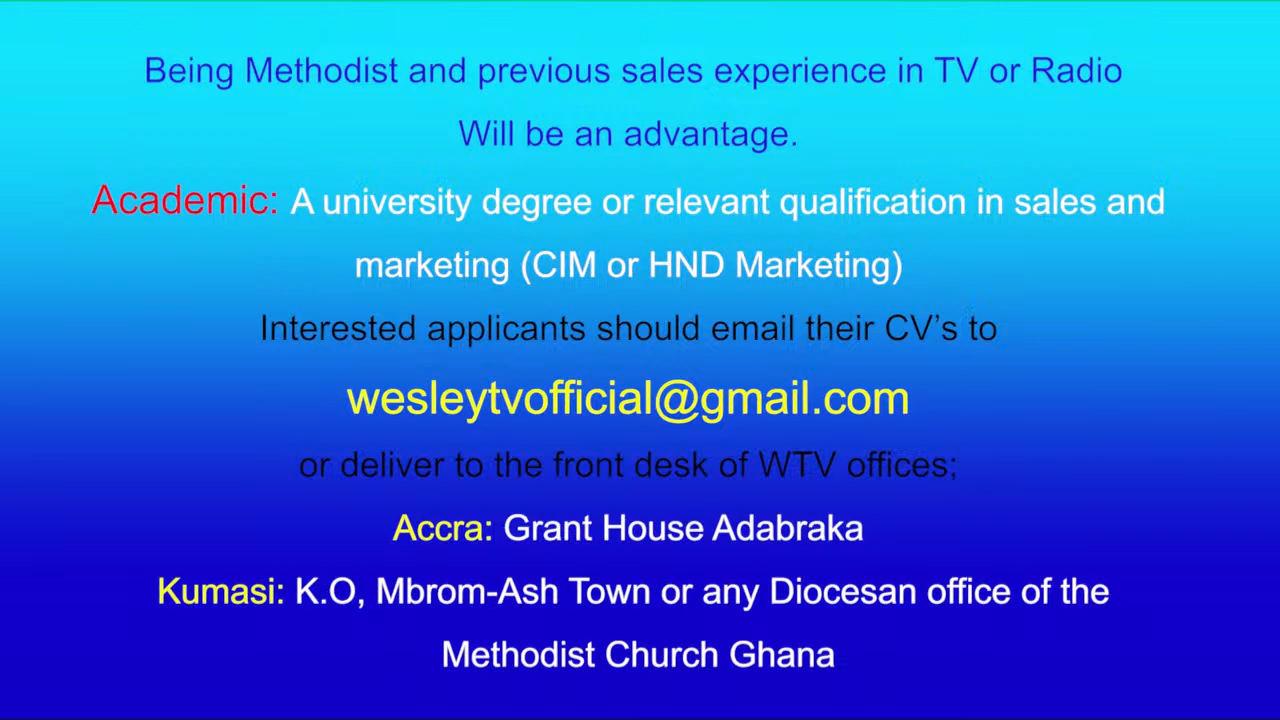 Being Methodist and previous sales experience in TV or Radio
Will be an advantage.
Academic: A university degree or relevant qualification in sales and
marketing (CIM or HND Marketing)
Interested applicants should email their CV’s to
wesleytvofficial@gmail.com
or deliver to the front desk of WTV offices;
Accra: Grant House Adabraka
Kumasi: K.O, Mbrom-Ash Town or any Diocesan office of the
Methodist Church Ghana